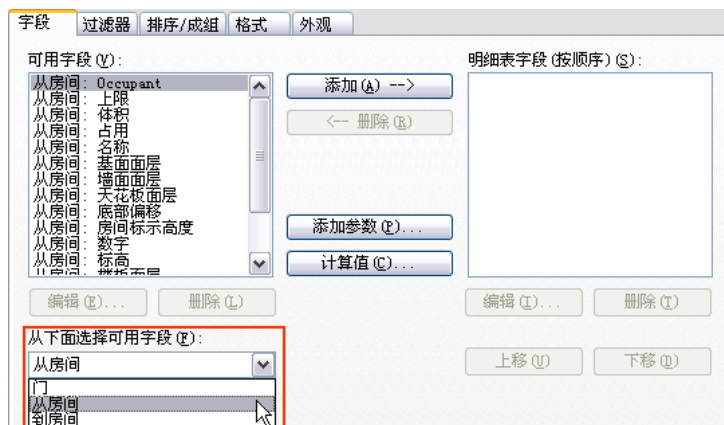 字段 过滤器 排序/成组 格式 外观
可用字段(V):
从房间: Occupant
从房间: 上限
从房间: 体积
从房间: 占用
从房间: 名称
从房间: 基面面层
从房间: 墙面面层
从房间: 天花板面层
从房间: 底部偏移
从房间: 房间标示高度
从房间: 数字
从房间: 标高
从房间: 楼板面层
添加(A) -->
<-- 删除(R)
添加参数(P)...
计算值(C)...
明细表字段(按顺序)(S):
编辑(E)... 删除(L)
编辑(I)... 删除(T)
上移(U) 下移(D)
从下面选择可用字段(F):
从房间
门
从房间
到房间